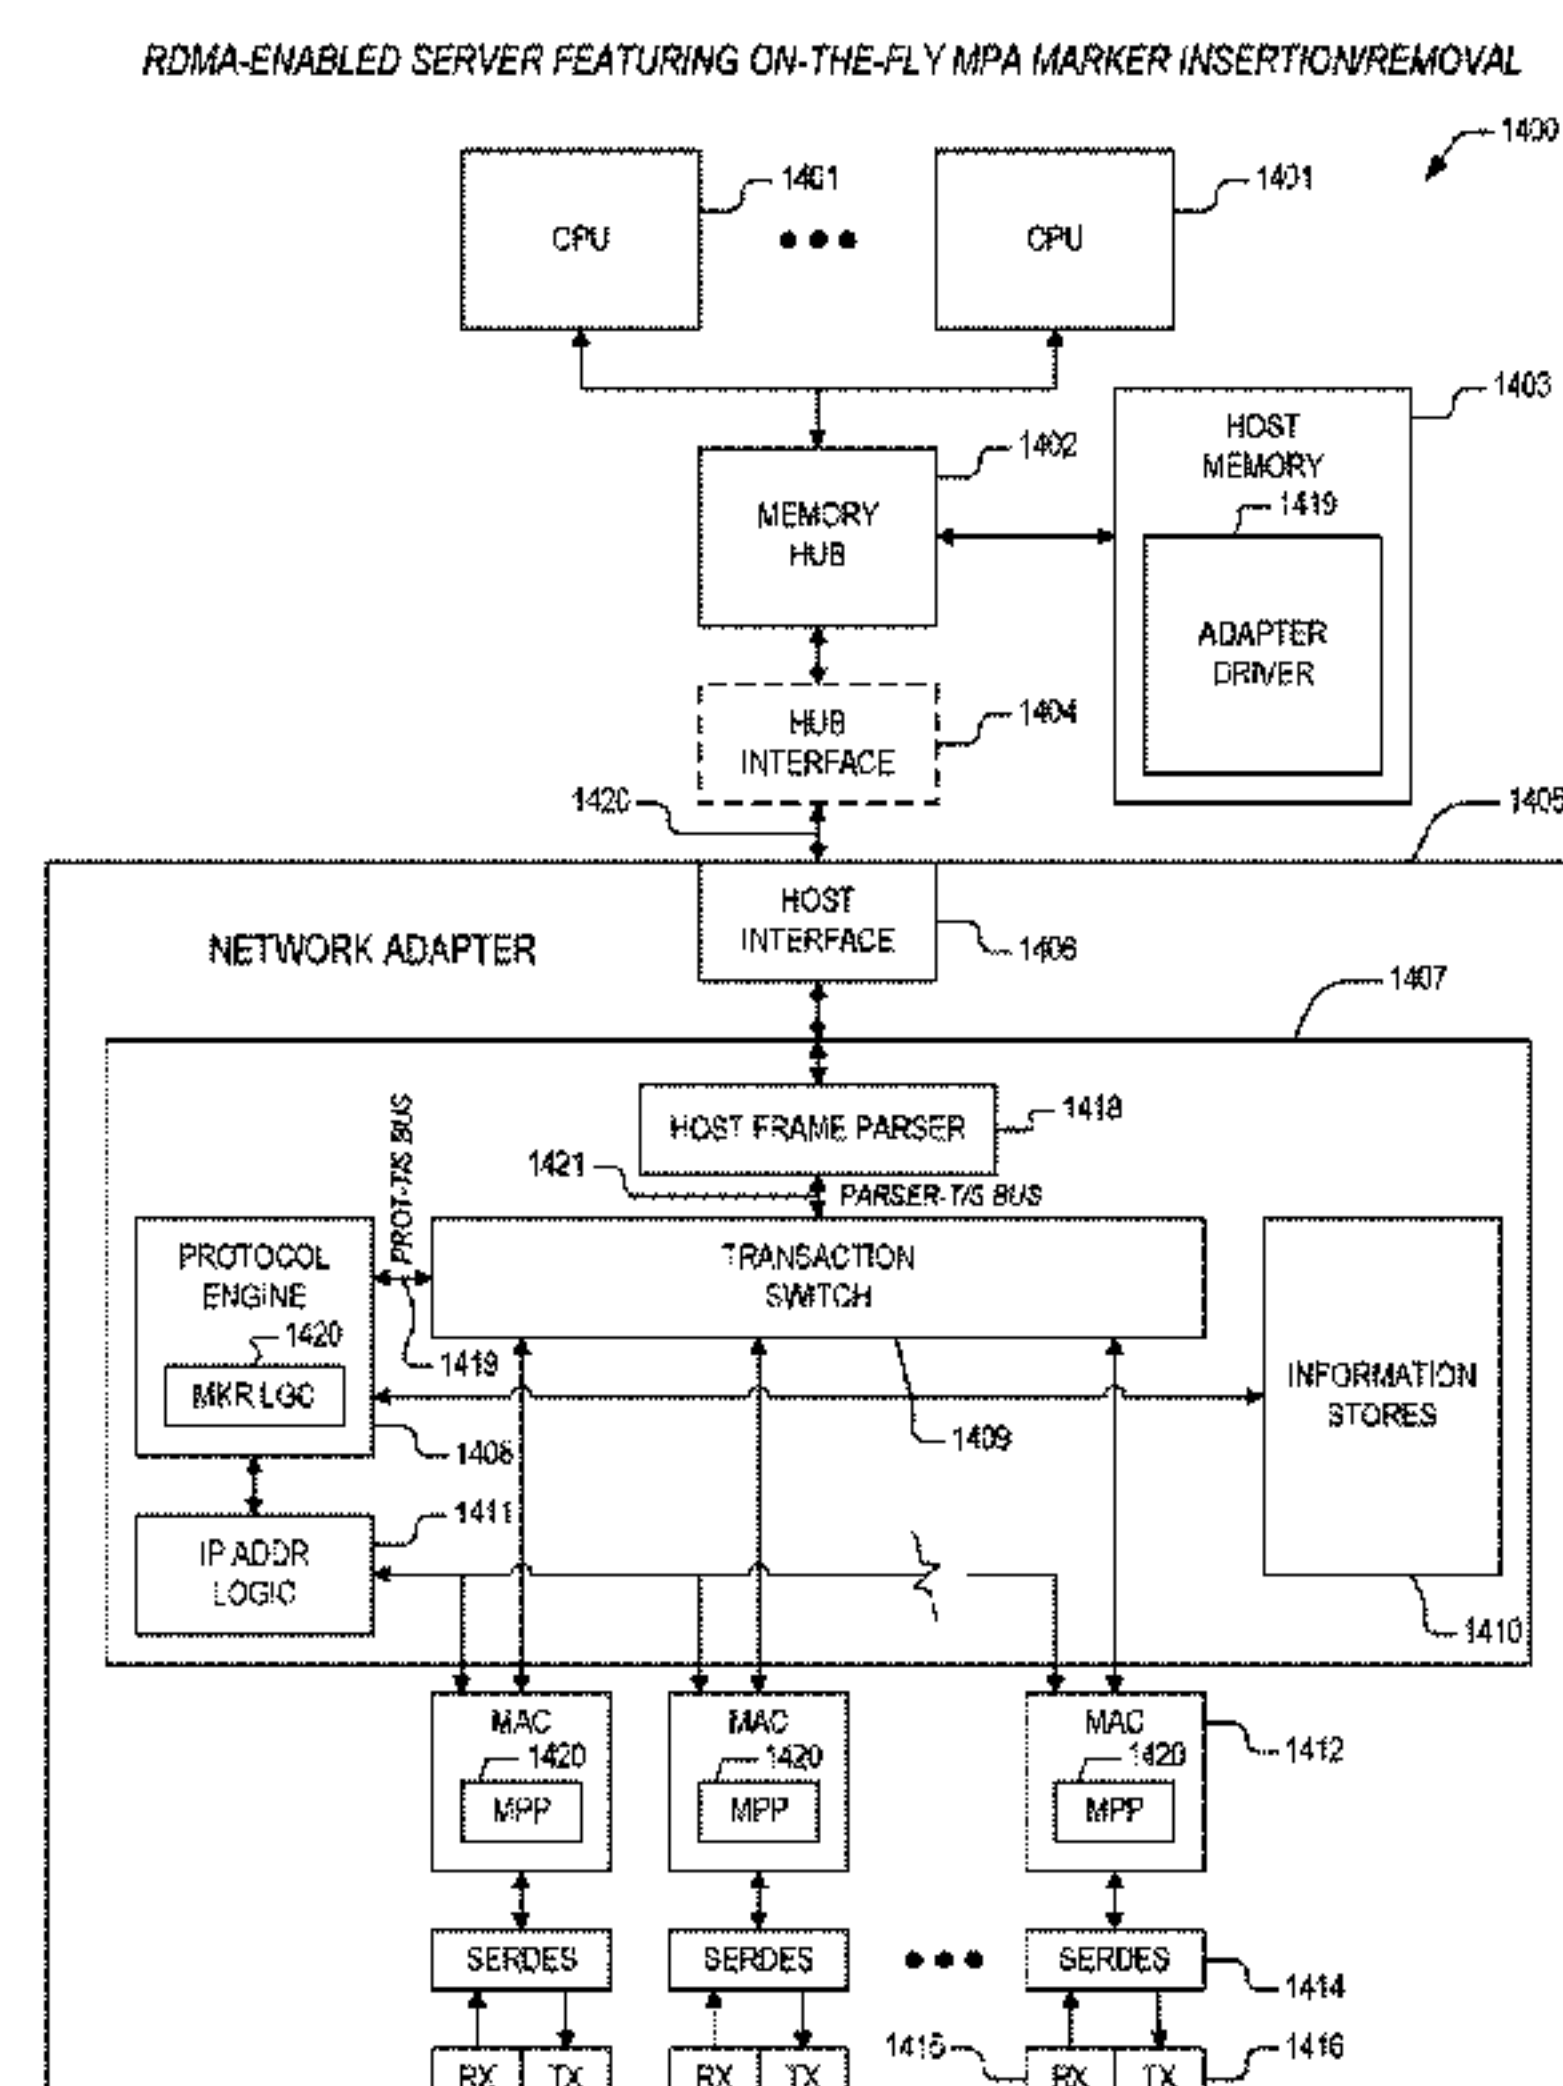 RDMA-ENABLED SERVER FEATURING ON-THE-FLY MPA MARKER INSERTION/REMOVAL
1400
1401
1401
CPU
CPU
1403
HOST
MEMORY
1402
1419
MEMORY
HUB
ADAPTER
DRIVER
HUB
INTERFACE
1404
1420
1405
HOST
INTERFACE
NETWORK ADAPTER
1406
1407
HOST FRAME PARSER
1418
1421
PARSER-T/S BUS
PROT-T/S BUS
PROTOCOL
ENGINE
TRANSACTION
SWITCH
1420
1419
MKR LGC
INFORMATION
STORES
1408
1409
1411
IP ADDR
LOGIC
1410
MAC
MAC
MAC
1420
1420
1420
1412
MPP
MPP
MPP
SERDES
SERDES
SERDES
1414
1415
1416
RX
TX
RX
TX
RX
TX